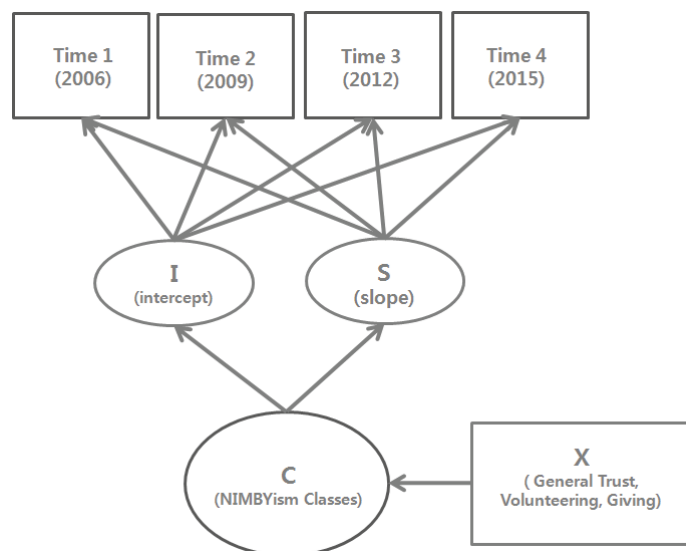 Time 1
(2006)
Time 2
(2009)
Time 3
(2012)
Time 4
(2015)
I
(intercept)
S
(slope)
C
(NIMBYism Classes)
X
( General Trust,
Volunteering, Giving)